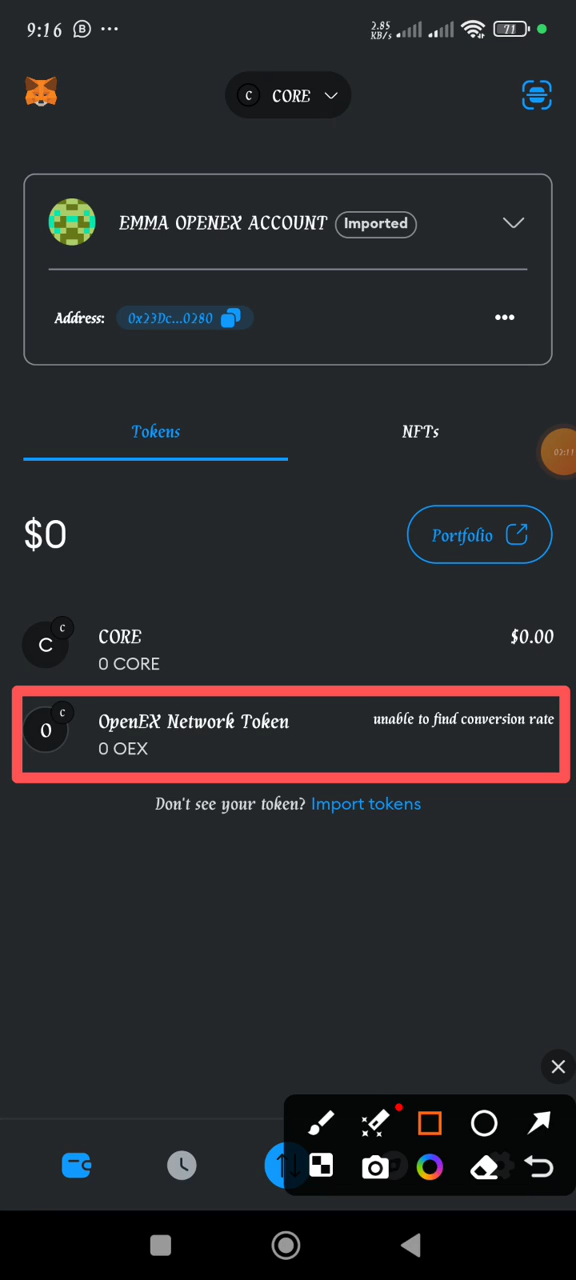 9:16 B ··· 2.85 KB/s 71
C CORE
EMMA OPENEX ACCOUNT Imported
Address: 0x23Dc...0280 •••
Tokens NFTs
02:11
$0 Portfolio
C C CORE $0.00
0 CORE
O C OpenEX Network Token unable to find conversion rate
0 OEX
Don't see your token? Import tokens